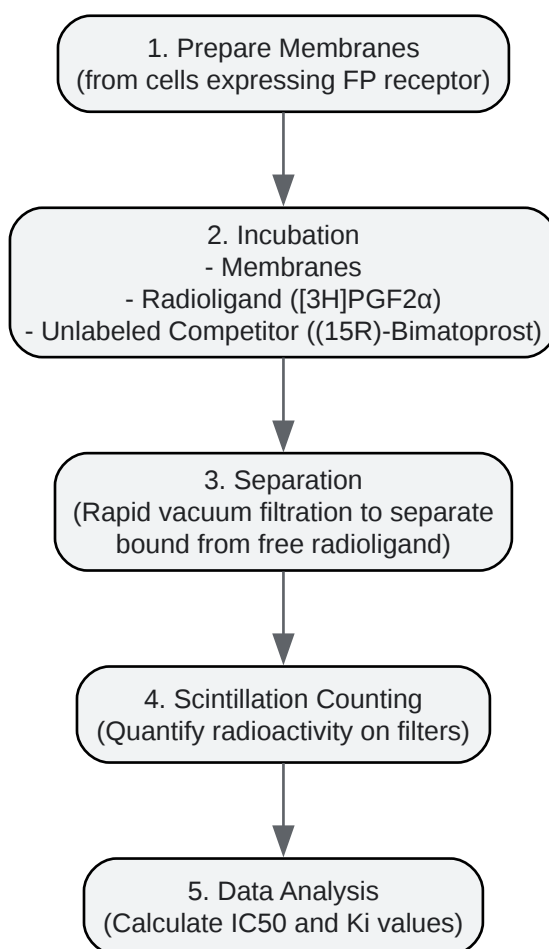 1. Prepare Membranes
(from cells expressing FP receptor)
2. Incubation
- Membranes
- Radioligand ([3H]PGF2α)
- Unlabeled Competitor ((15R)-Bimatoprost)
3. Separation
(Rapid vacuum filtration to separate
bound from free radioligand)
4. Scintillation Counting
(Quantify radioactivity on filters)
5. Data Analysis
(Calculate IC50 and Ki values)